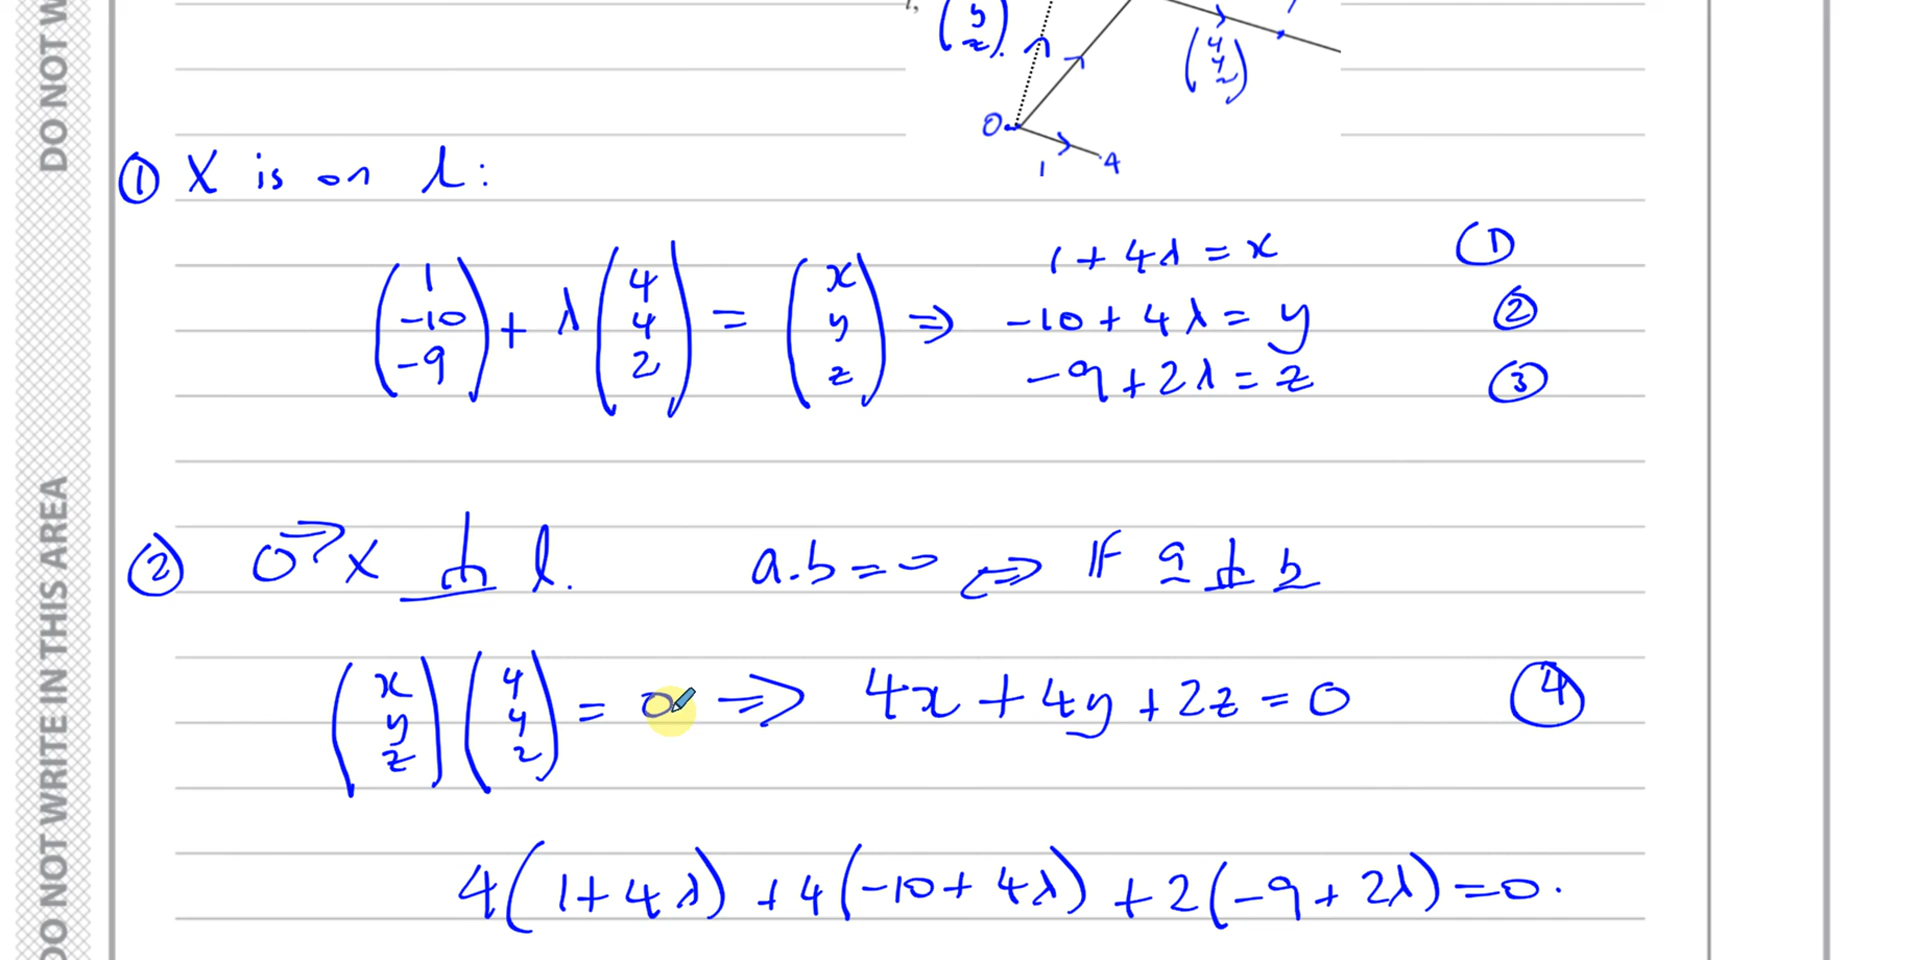 DO NOT W
DO NOT WRITE IN THIS AREA
(4 4 2)
O
1 4
① X is on l:
(1 -10 -9) + λ (4 4 2) = (x y z) ⇒ 1 + 4λ = x ①
-10 + 4λ = y ②
-9 + 2λ = z ③
② O→X ⊥ l. a.b = 0 ⇔ IF a ⊥ b
(x y z)(4 4 2) = 0 ⇒ 4x + 4y + 2z = 0 ④
4(1 + 4λ) + 4(-10 + 4λ) + 2(-9 + 2λ) = 0.